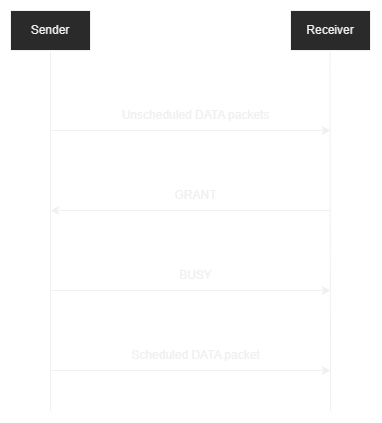 Sender
Receiver
Unscheduled DATA packets
GRANT
BUSY
Scheduled DATA packet